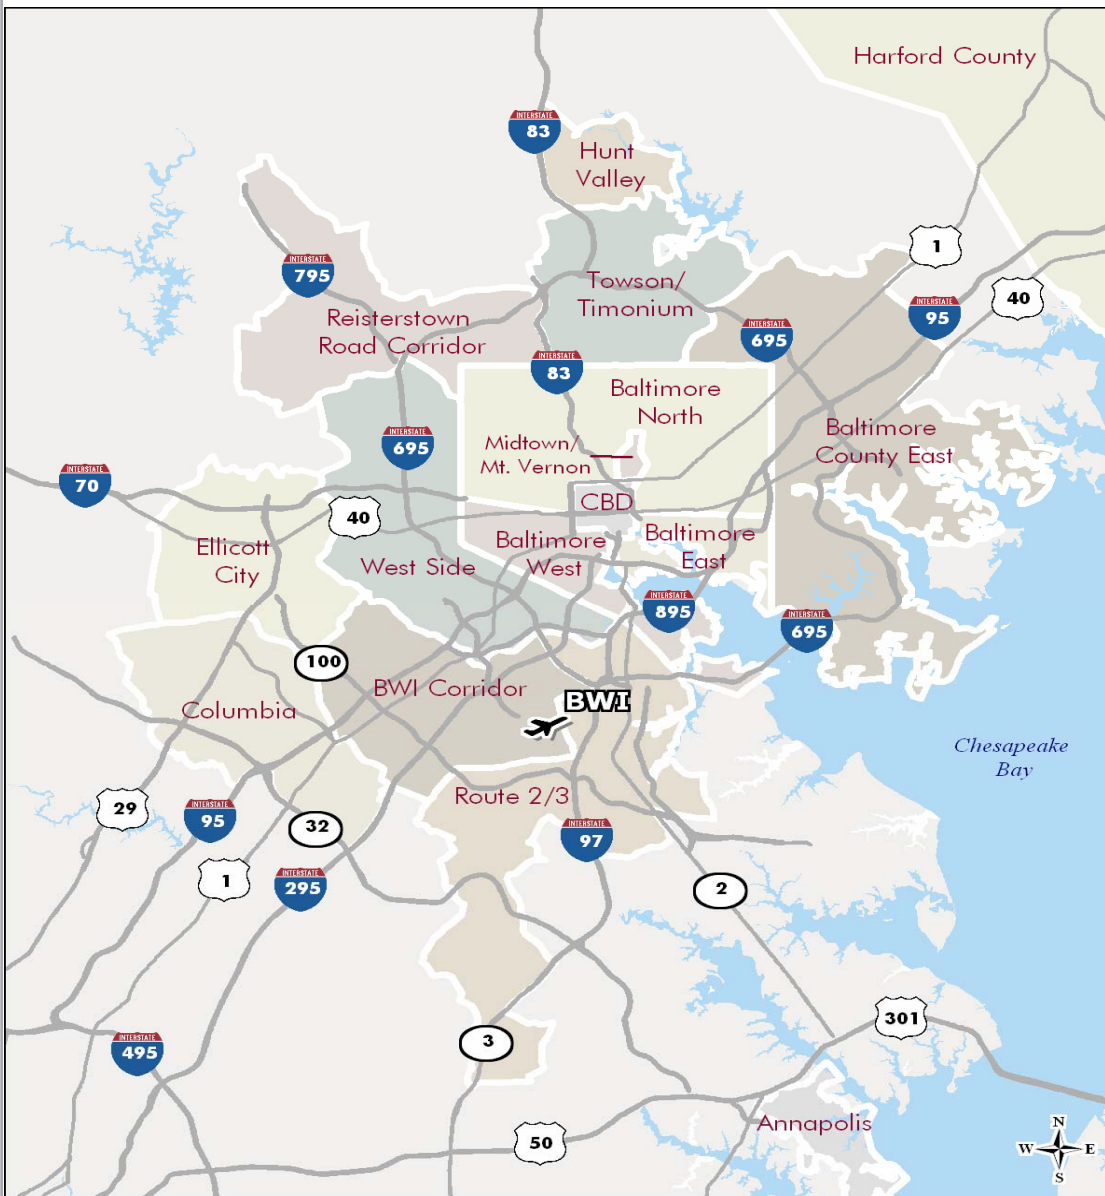 Harford County
INTERSTATE
83
Hunt
Valley
1
INTERSTATE
795
Towson/
Timonium
40
INTERSTATE
95
Reisterstown
Road Corridor
INTERSTATE
695
INTERSTATE
83
Baltimore
North
INTERSTATE
695
Midtown/
Mt. Vernon
Baltimore
County East
INTERSTATE
70
40
CBD
Ellicott
City
West Side
Baltimore
West
Baltimore
East
INTERSTATE
895
INTERSTATE
695
100
BWI Corridor
BWI
Columbia
Chesapeake
Bay
Route 2/3
29
INTERSTATE
95
32
INTERSTATE
97
1
INTERSTATE
295
2
301
INTERSTATE
495
3
Annapolis
50
N
W
E
S